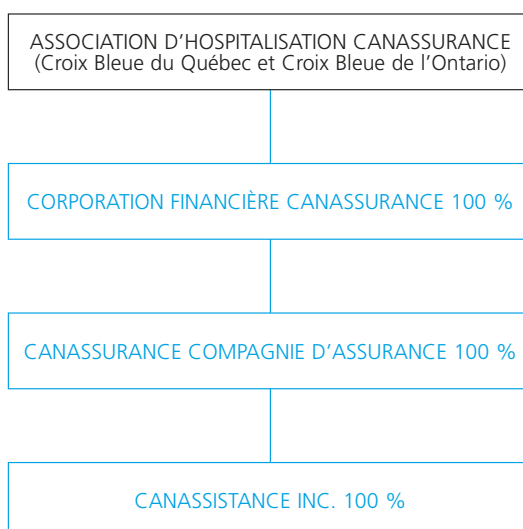 ASSOCIATION D’HOSPITALISATION CANASSURANCE
(Croix Bleue du Québec et Croix Bleue de l’Ontario)
CORPORATION FINANCIÈRE CANASSURANCE 100 %
CANASSURANCE COMPAGNIE D’ASSURANCE 100 %
CANASSISTANCE INC. 100 %